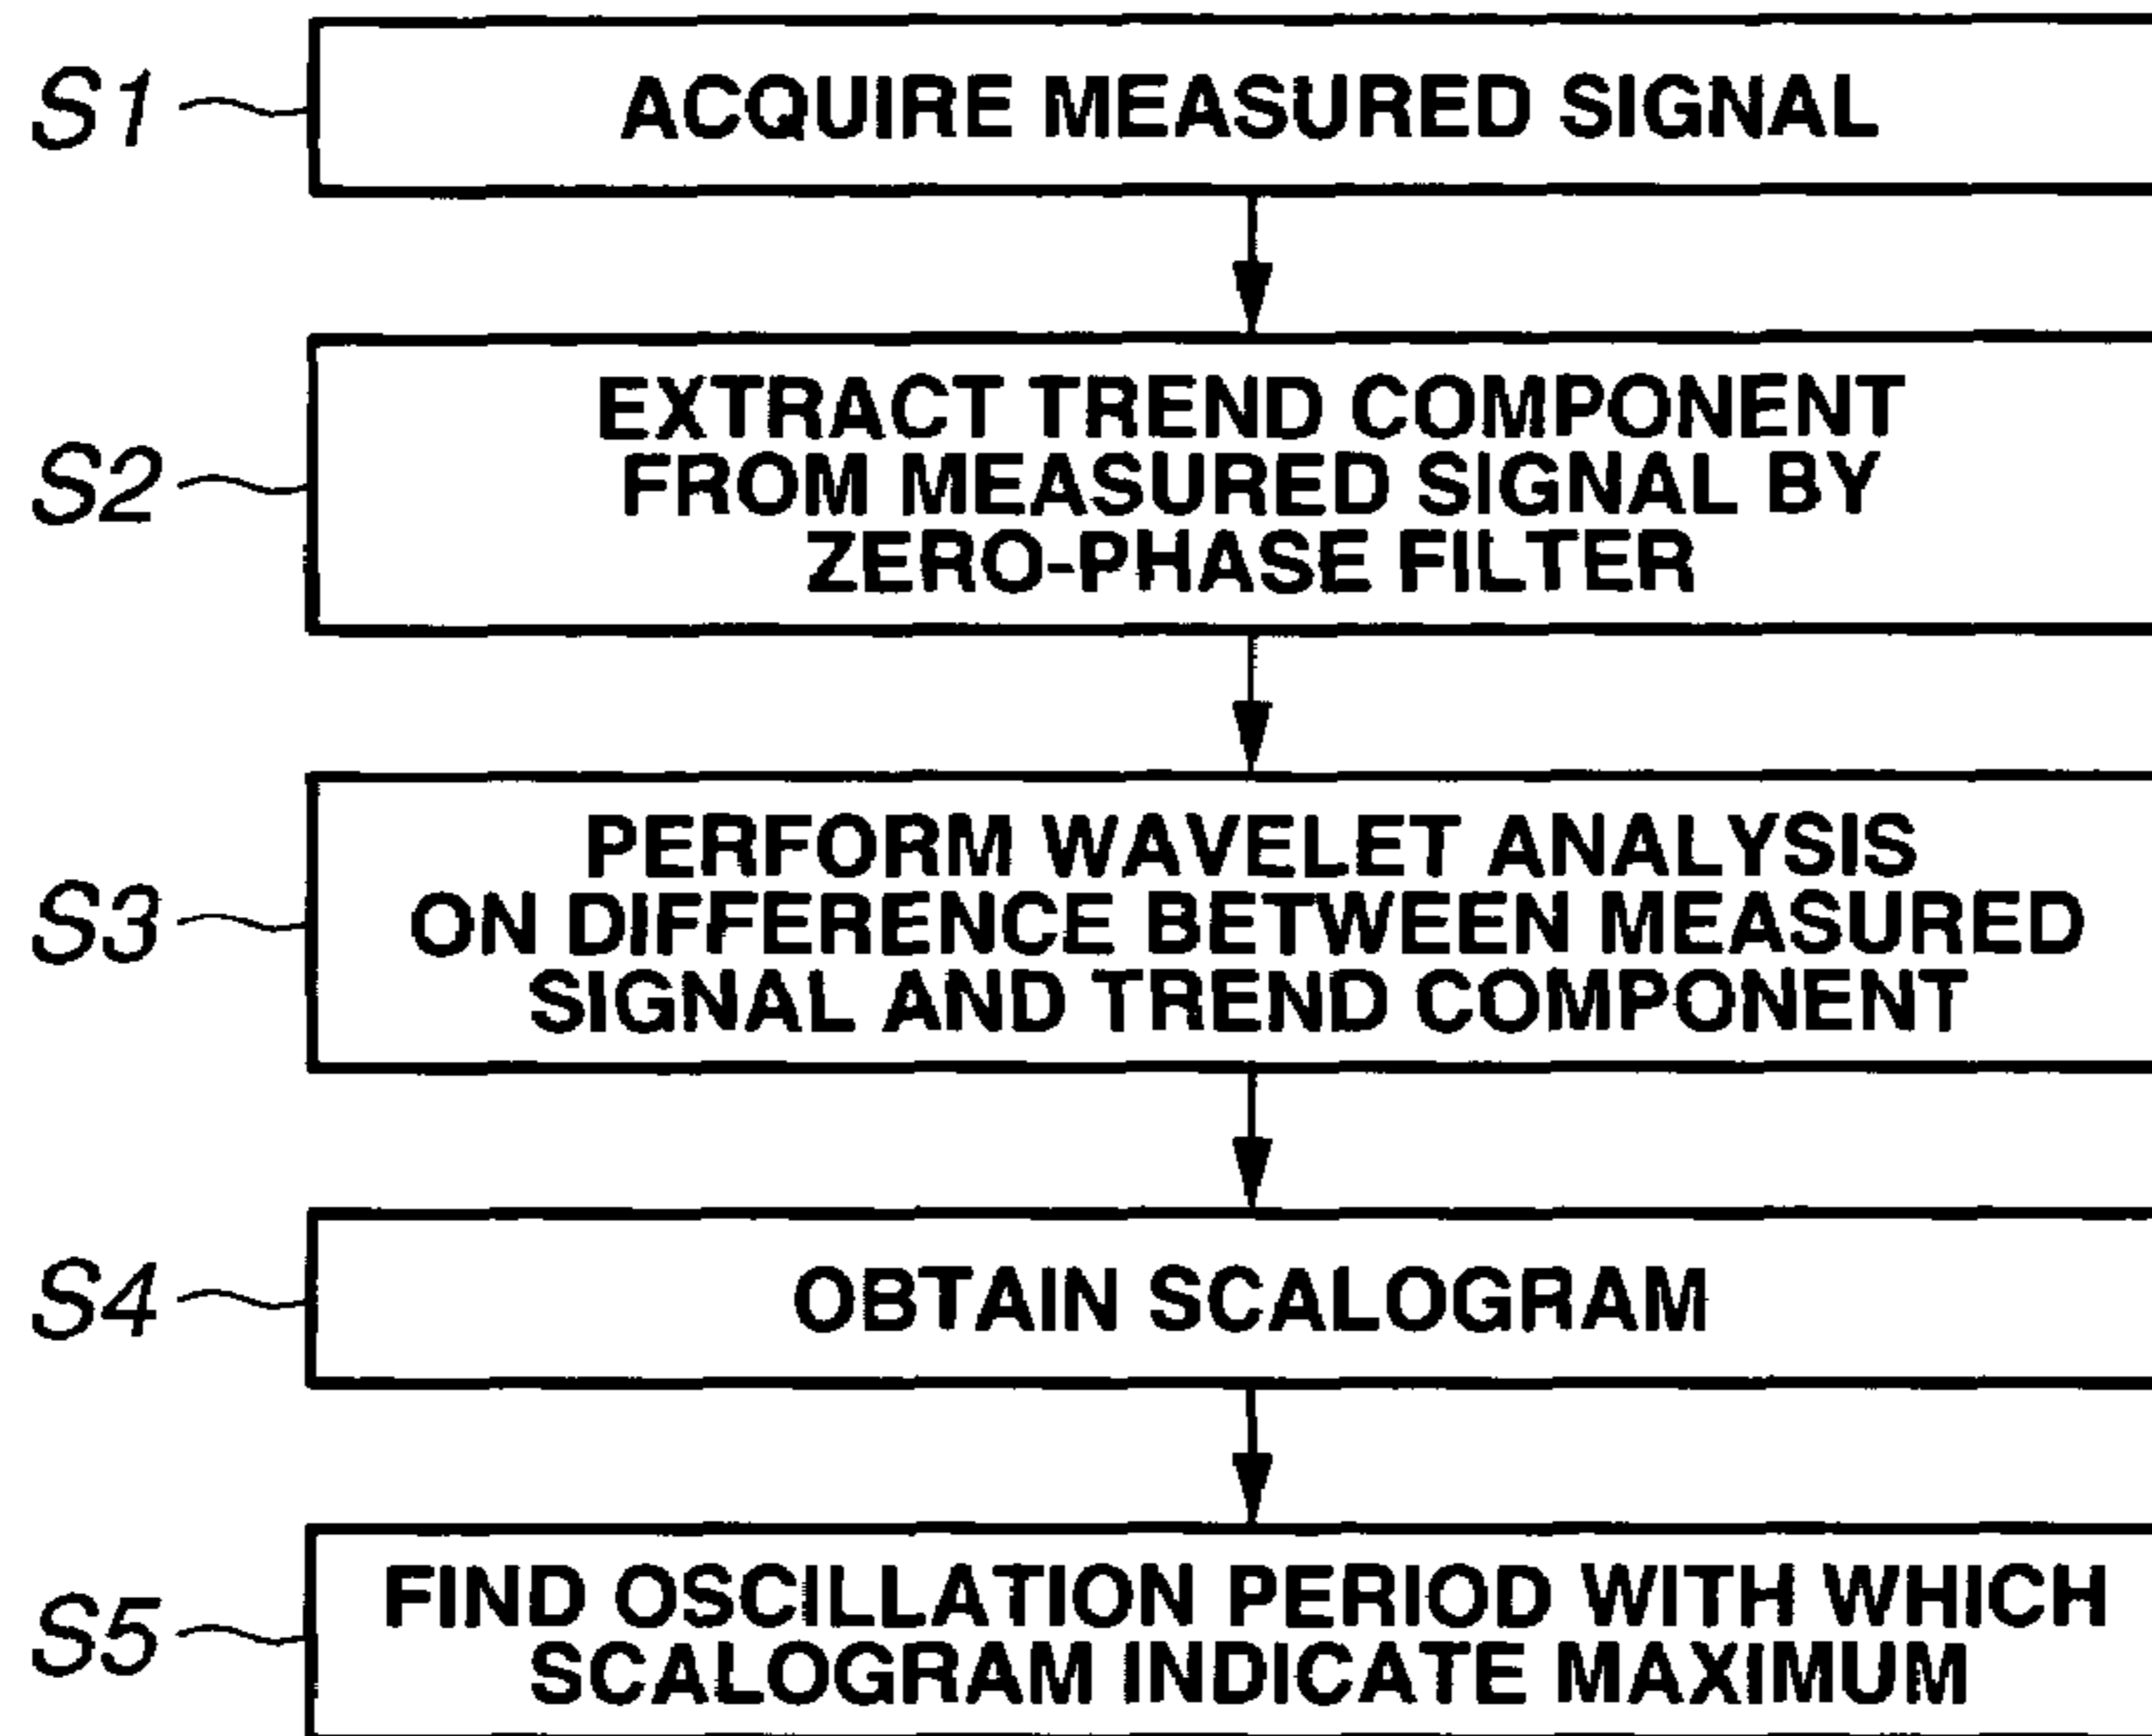 S1
ACQUIRE MEASURED SIGNAL
S2
EXTRACT TREND COMPONENT
FROM MEASURED SIGNAL BY
ZERO-PHASE FILTER
S3
PERFORM WAVELET ANALYSIS
ON DIFFERENCE BETWEEN MEASURED
SIGNAL AND TREND COMPONENT
S4
OBTAIN SCALOGRAM
S5
FIND OSCILLATION PERIOD WITH WHICH
SCALOGRAM INDICATE MAXIMUM